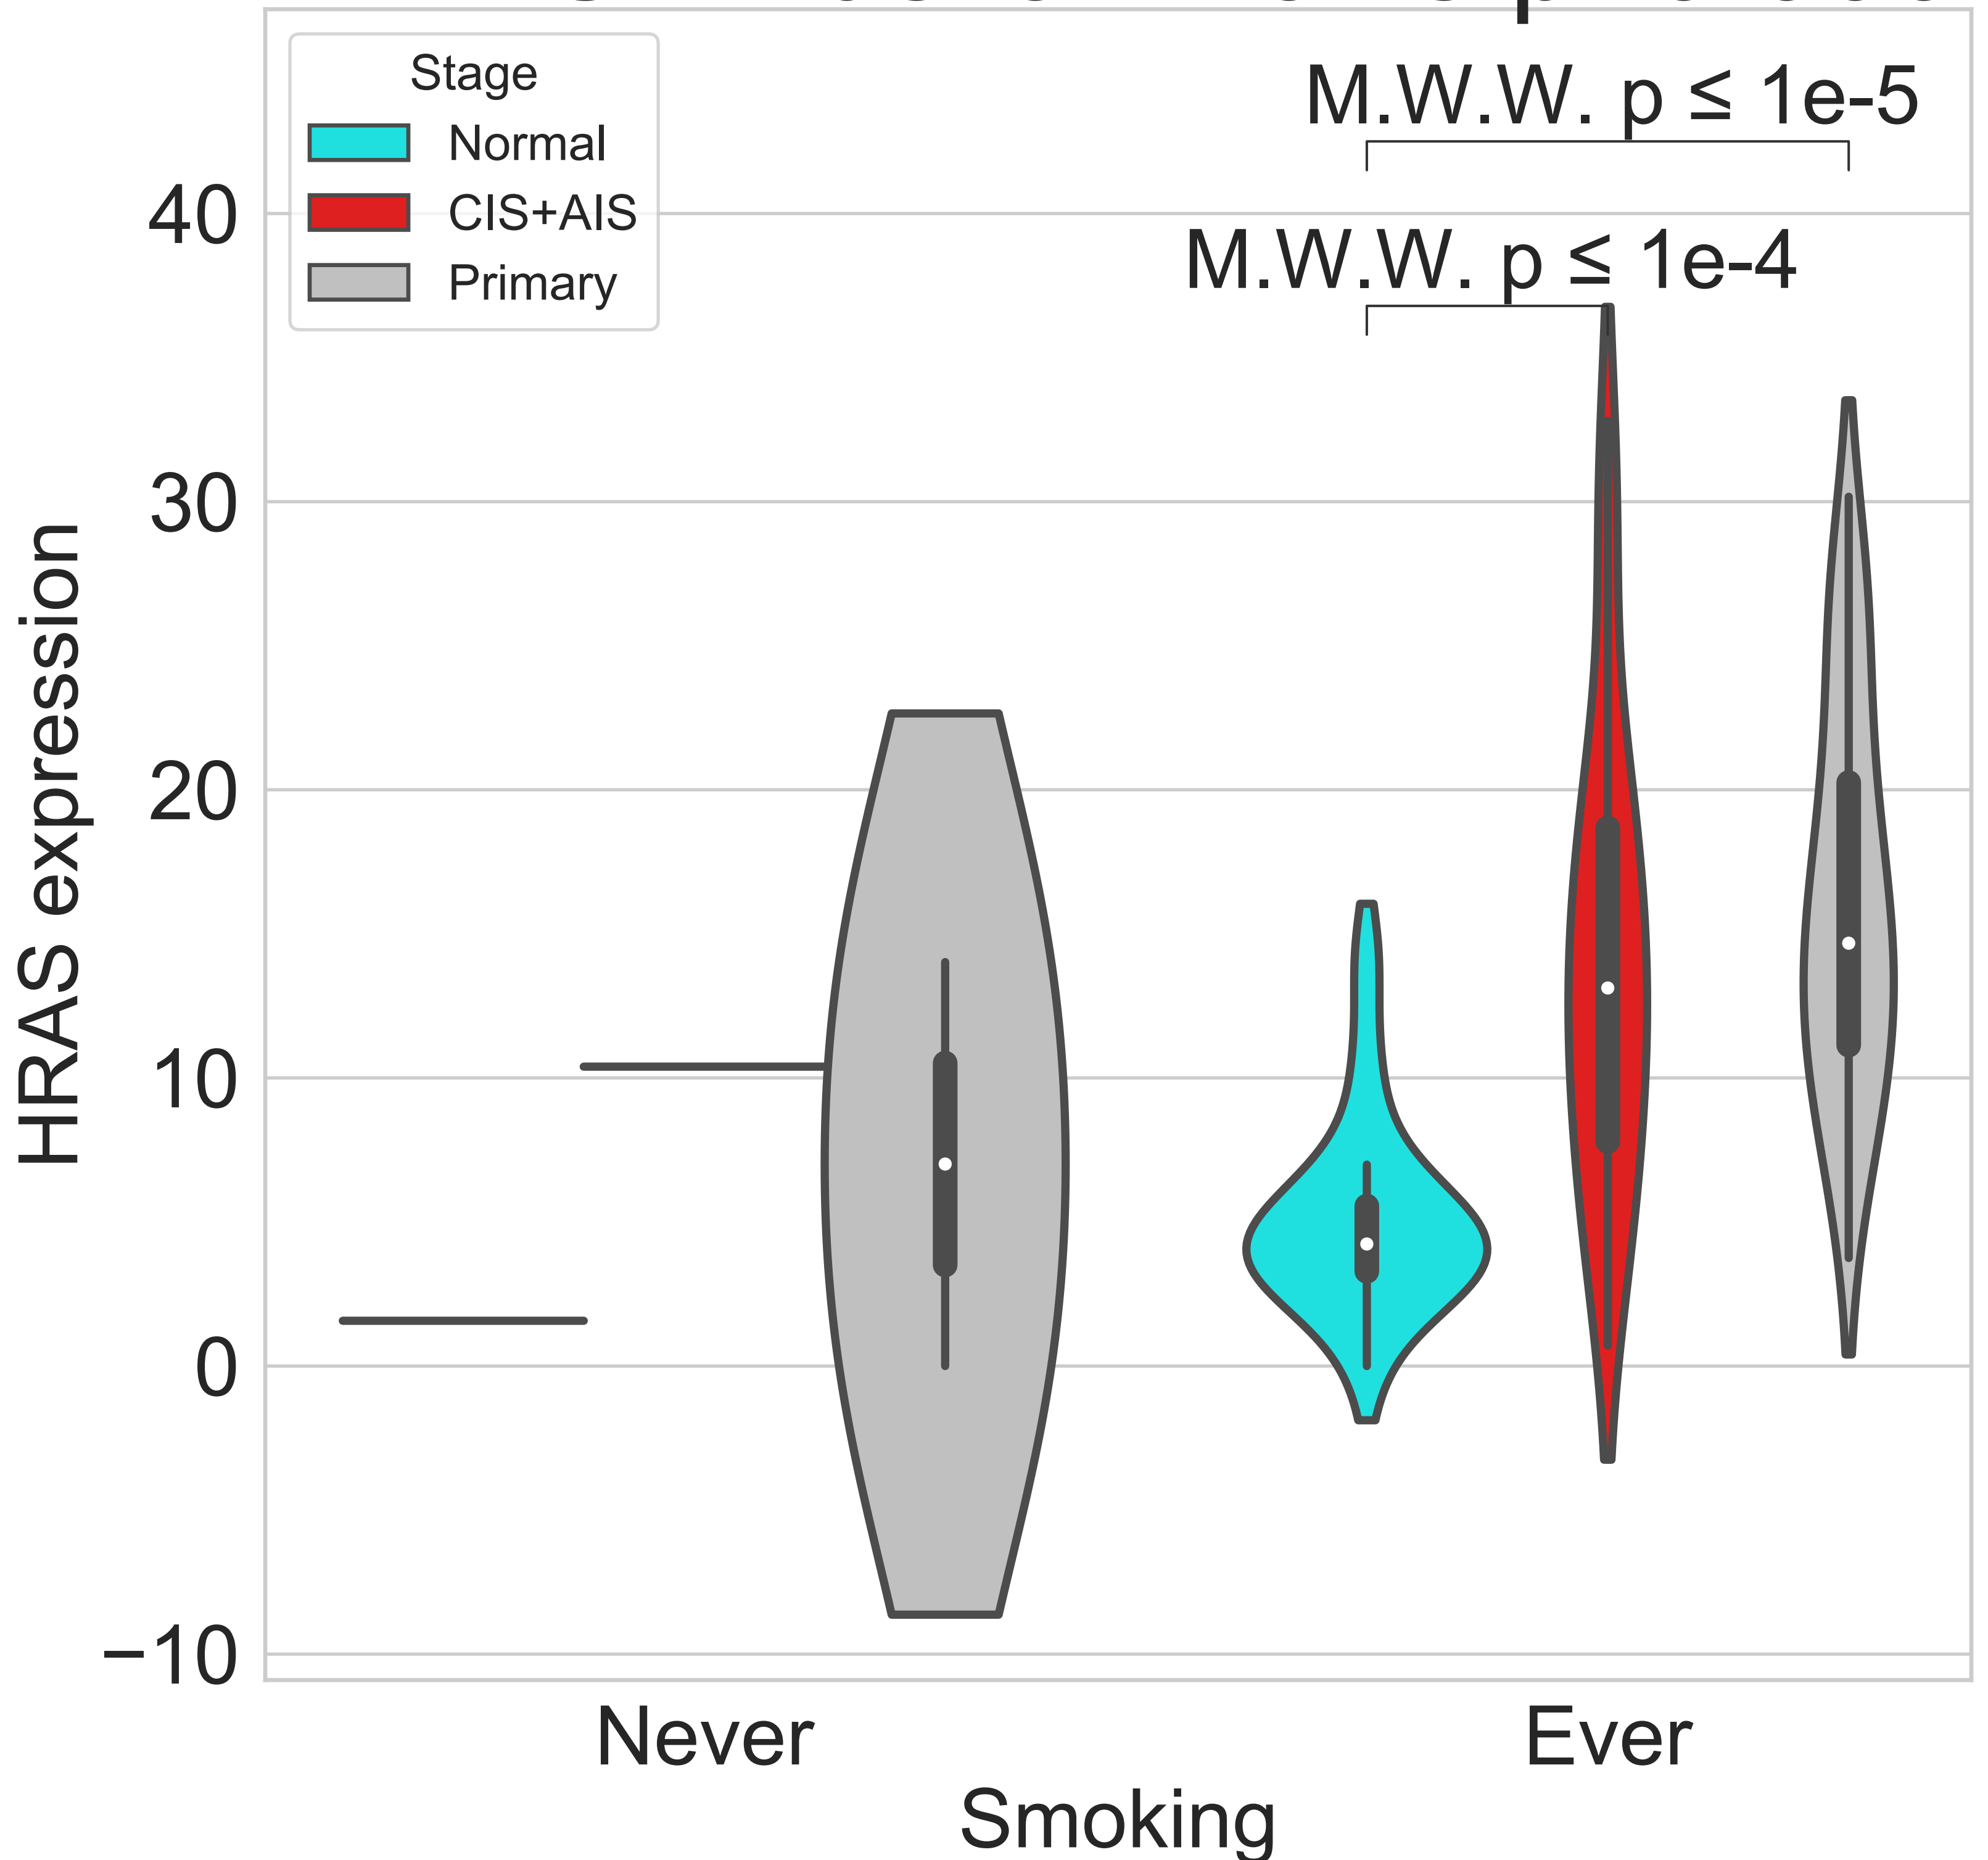 Stage
Normal
CIS+AIS
Primary
M.W.W. p ≤ 1e-5
M.W.W. p ≤ 1e-4
HRAS expression
40
30
20
10
0
−10
Never
Ever
Smoking